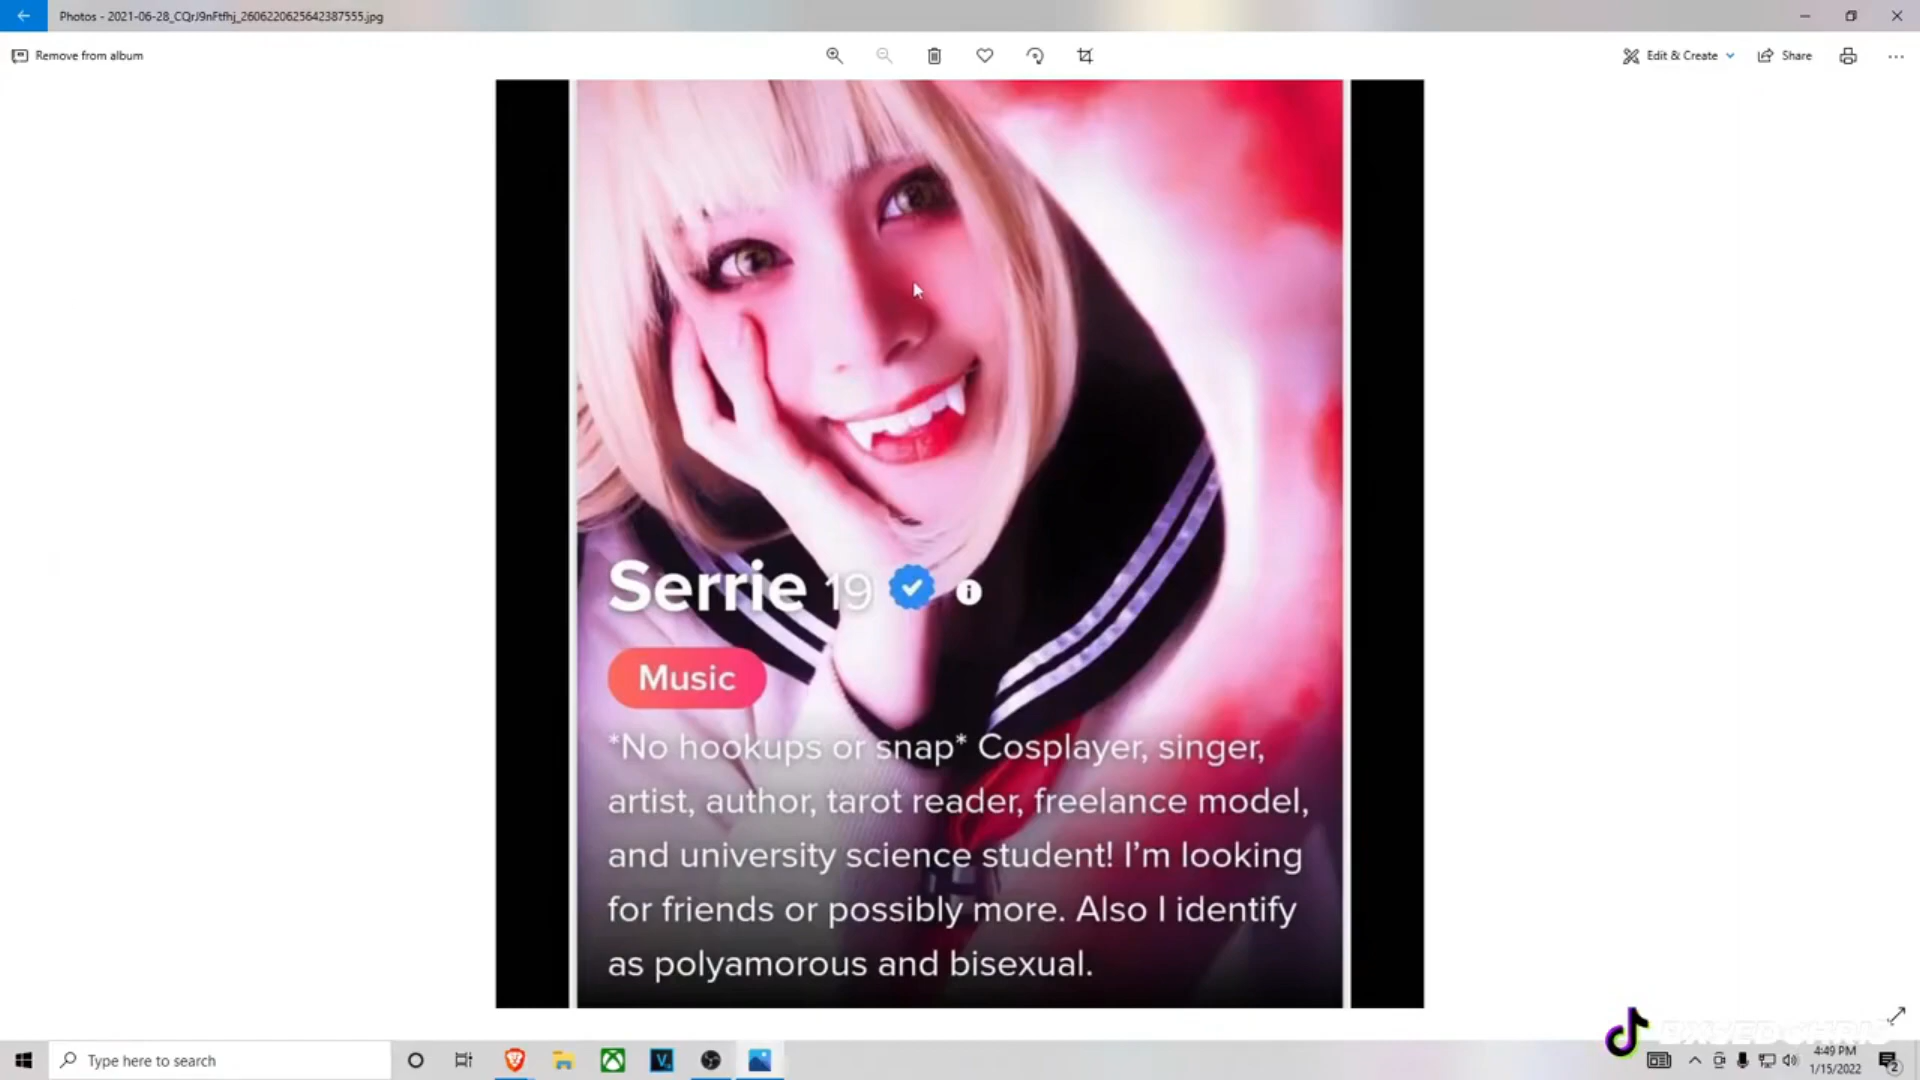 Photos - 2021-06-28_CQrJ9nFtfhj_2606220625642387555.jpg
Remove from album
Edit & Create
Share
Serrie 19
Music
*No hookups or snap* Cosplayer, singer,
artist, author, tarot reader, freelance model,
and university science student! I'm looking
for friends or possibly more. Also I identify
as polyamorous and bisexual.
Type here to search
4:49 PM
1/15/2022
2